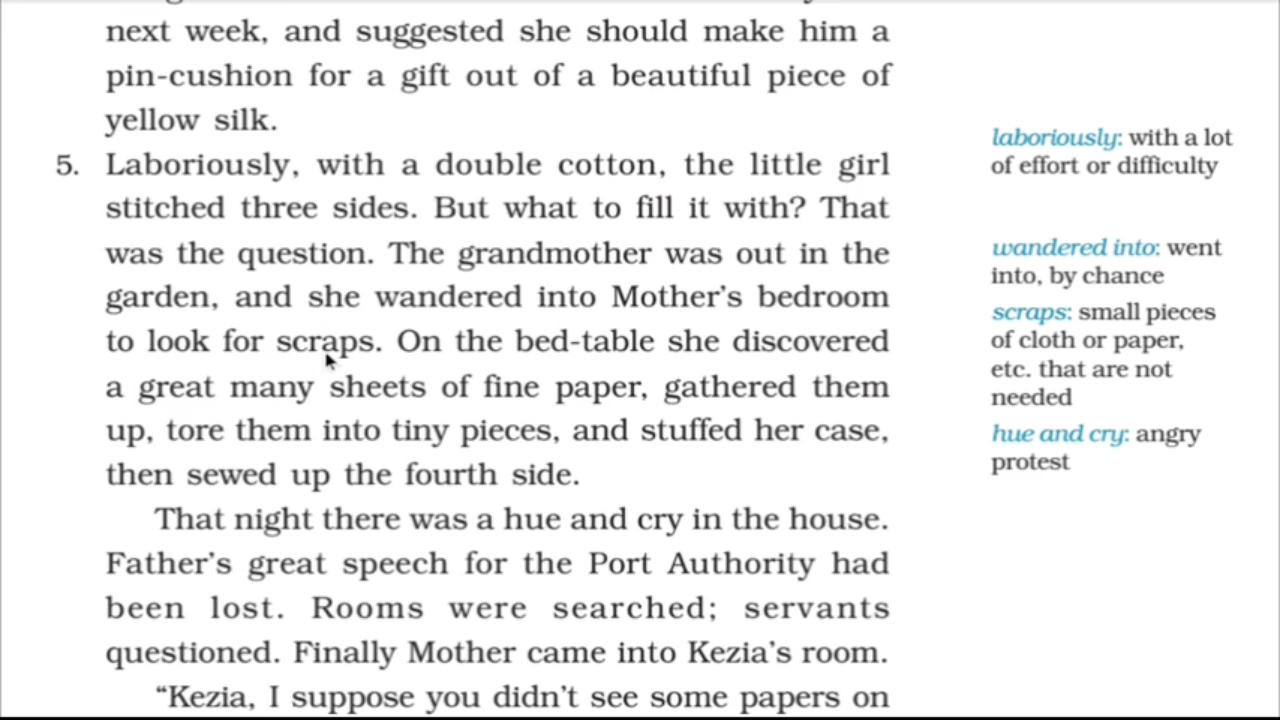 next week, and suggested she should make him a
pin-cushion for a gift out of a beautiful piece of
yellow silk.
5. Laboriously, with a double cotton, the little girl
stitched three sides. But what to fill it with? That
was the question. The grandmother was out in the
garden, and she wandered into Mother's bedroom
to look for scraps. On the bed-table she discovered
a great many sheets of fine paper, gathered them
up, tore them into tiny pieces, and stuffed her case,
then sewed up the fourth side.
That night there was a hue and cry in the house.
Father's great speech for the Port Authority had
been lost. Rooms were searched; servants
questioned. Finally Mother came into Kezia's room.
“Kezia, I suppose you didn't see some papers on
laboriously: with a lot
of effort or difficulty
wandered into: went
into, by chance
scraps: small pieces
of cloth or paper,
etc. that are not
needed
hue and cry: angry
protest